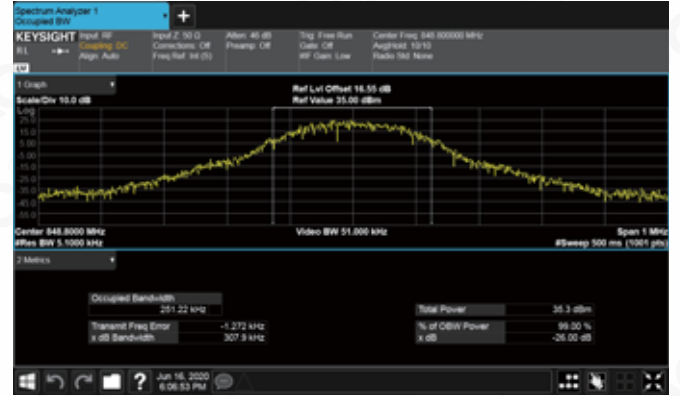 Spectrum Analyzer 1
Occupied BW
KEYSIGHT
RL
Input: RF
Coupling: DC
Align: Auto
Input Z: 50 Ω
Corrections: Off
Freq Ref: Int (S)
Atten: 46 dB
Preamp: Off
Trig: Free Run
Gate: Off
#IF Gain: Low
Center Freq: 848.800000 MHz
Avg|Hold: 10/10
Radio Std: None
1 Graph
Scale/Div 10.0 dB
Ref Lvl Offset 16.55 dB
Ref Value 35.00 dBm
Log
25.0
15.0
5.00
-5.00
-15.0
-25.0
-35.0
-45.0
-55.0
Center 848.8000 MHz
#Res BW 5.1000 kHz
Video BW 51.000 kHz
Span 1 MHz
#Sweep 500 ms (1001 pts)
2 Metrics
Occupied Bandwidth
251.22 kHz
Total Power 35.3 dBm
Transmit Freq Error -1.272 kHz
% of OBW Power 99.00 %
x dB Bandwidth 307.9 kHz
x dB -26.00 dB
?
Jun 16, 2020
6:06:53 PM